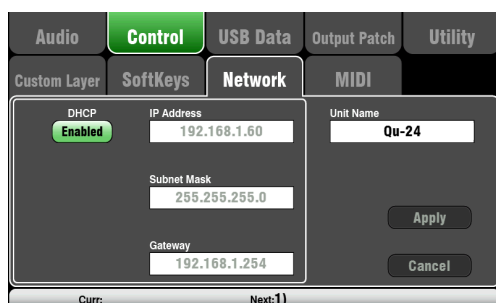 Audio Control USB Data Output Patch Utility
Custom Layer SoftKeys Network MIDI
DHCP IP Address Unit Name
Enabled 192.168.1.60 Qu-24
Subnet Mask
255.255.255.0
Apply
Gateway
192.168.1.254 Cancel
Curr: Next:1)